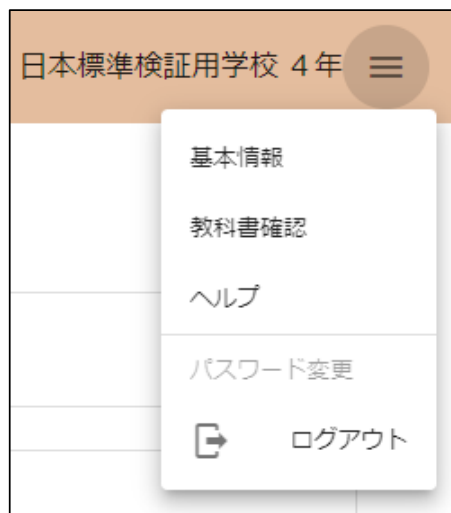 日本標準検証用学校 ４年
基本情報
教科書確認
ヘルプ
パスワード変更
ログアウト